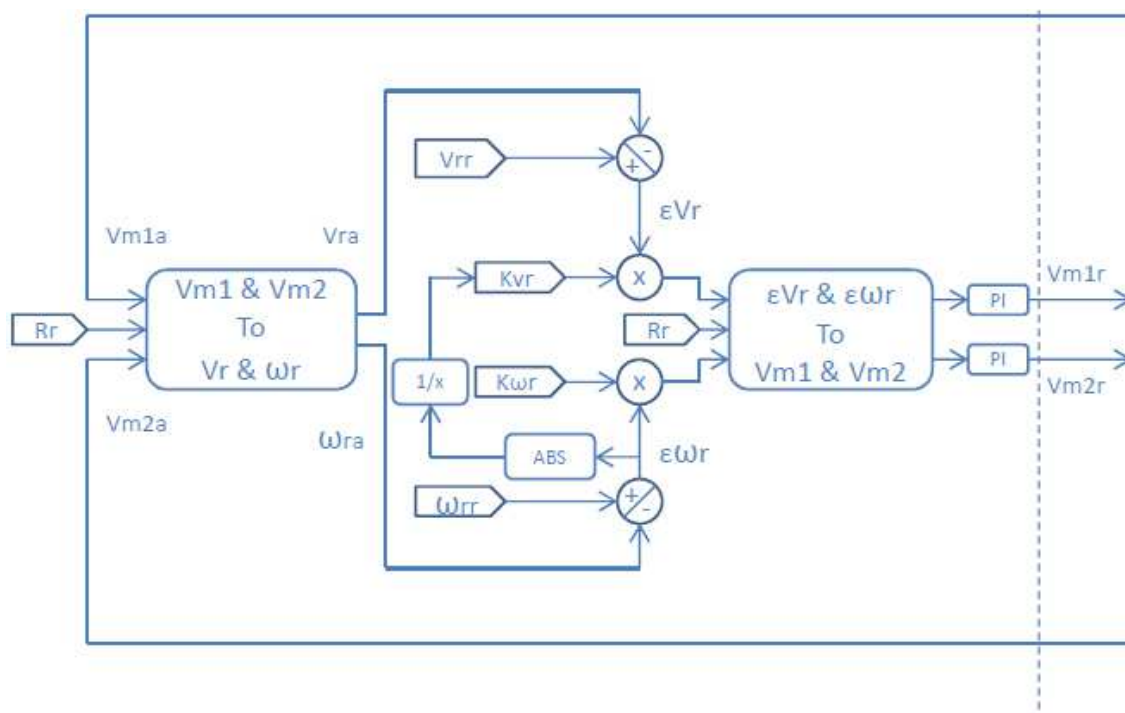 Vrr
-
+
εVr
Vm1a
Vra
Vm1 & Vm2
To
Vr & ωr
Rr
Kvr
x
εVr & εωr
To
Vm1 & Vm2
Rr
PI
Vm1r
PI
Vm2r
1/x
Kωr
x
Vm2a
ωra
ABS
εωr
ωrr
+
-